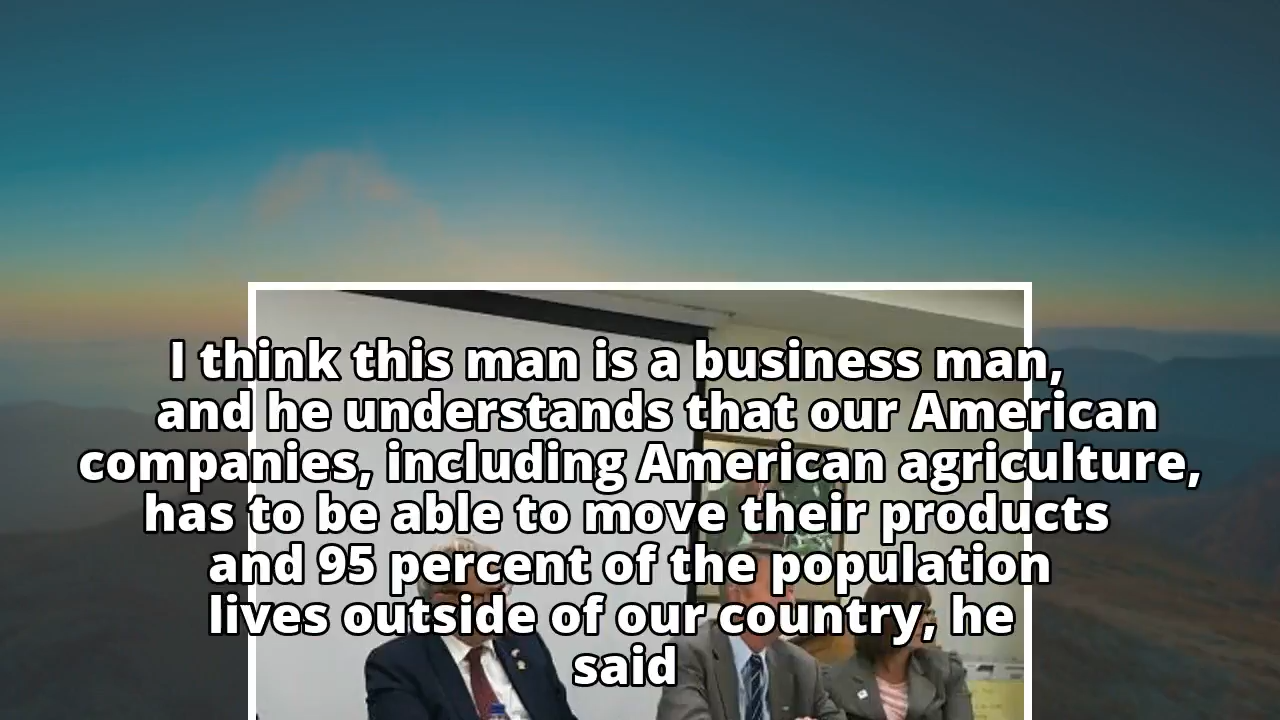 I think this man is a business man,
and he understands that our American
companies, including American agriculture,
has to be able to move their products
and 95 percent of the population
lives outside of our country, he
said